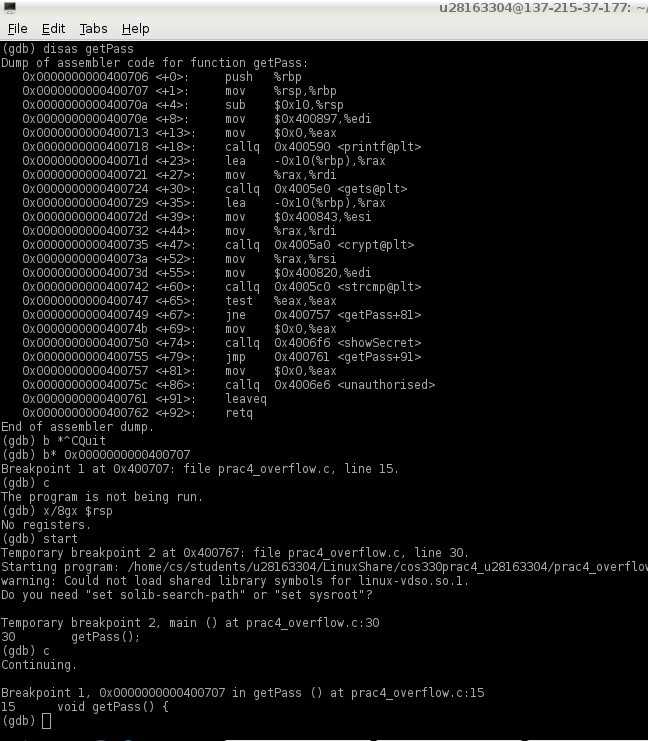 u28163304@137-215-37-177: ~/
File Edit Tabs Help
(gdb) disas getPass
Dump of assembler code for function getPass:
0x0000000000400706 <+0>: push %rbp
0x0000000000400707 <+1>: mov %rsp,%rbp
0x000000000040070a <+4>: sub $0x10,%rsp
0x000000000040070e <+8>: mov $0x400897,%edi
0x0000000000400713 <+13>: mov $0x0,%eax
0x0000000000400718 <+18>: callq 0x400590 <printf@plt>
0x000000000040071d <+23>: lea -0x10(%rbp),%rax
0x0000000000400721 <+27>: mov %rax,%rdi
0x0000000000400724 <+30>: callq 0x4005e0 <gets@plt>
0x0000000000400729 <+35>: lea -0x10(%rbp),%rax
0x000000000040072d <+39>: mov $0x400843,%esi
0x0000000000400732 <+44>: mov %rax,%rdi
0x0000000000400735 <+47>: callq 0x4005a0 <crypt@plt>
0x000000000040073a <+52>: mov %rax,%rsi
0x000000000040073d <+55>: mov $0x400820,%edi
0x0000000000400742 <+60>: callq 0x4005c0 <strcmp@plt>
0x0000000000400747 <+65>: test %eax,%eax
0x0000000000400749 <+67>: jne 0x400757 <getPass+81>
0x000000000040074b <+69>: mov $0x0,%eax
0x0000000000400750 <+74>: callq 0x4006f6 <showSecret>
0x0000000000400755 <+79>: jmp 0x400761 <getPass+91>
0x0000000000400757 <+81>: mov $0x0,%eax
0x000000000040075c <+86>: callq 0x4006e6 <unauthorised>
0x0000000000400761 <+91>: leaveq
0x0000000000400762 <+92>: retq
End of assembler dump.
(gdb) b *^CQuit
(gdb) b* 0x0000000000400707
Breakpoint 1 at 0x400707: file prac4_overflow.c, line 15.
(gdb) c
The program is not being run.
(gdb) x/8gx $rsp
No registers.
(gdb) start
Temporary breakpoint 2 at 0x400767: file prac4_overflow.c, line 30.
Starting program: /home/cs/students/u28163304/LinuxShare/cos330prac4_u28163304/prac4_overflov
warning: Could not load shared library symbols for linux-vdso.so.1.
Do you need "set solib-search-path" or "set sysroot"?
Temporary breakpoint 2, main () at prac4_overflow.c:30
30 getPass();
(gdb) c
Continuing.
Breakpoint 1, 0x0000000000400707 in getPass () at prac4_overflow.c:15
15 void getPass() {
(gdb)